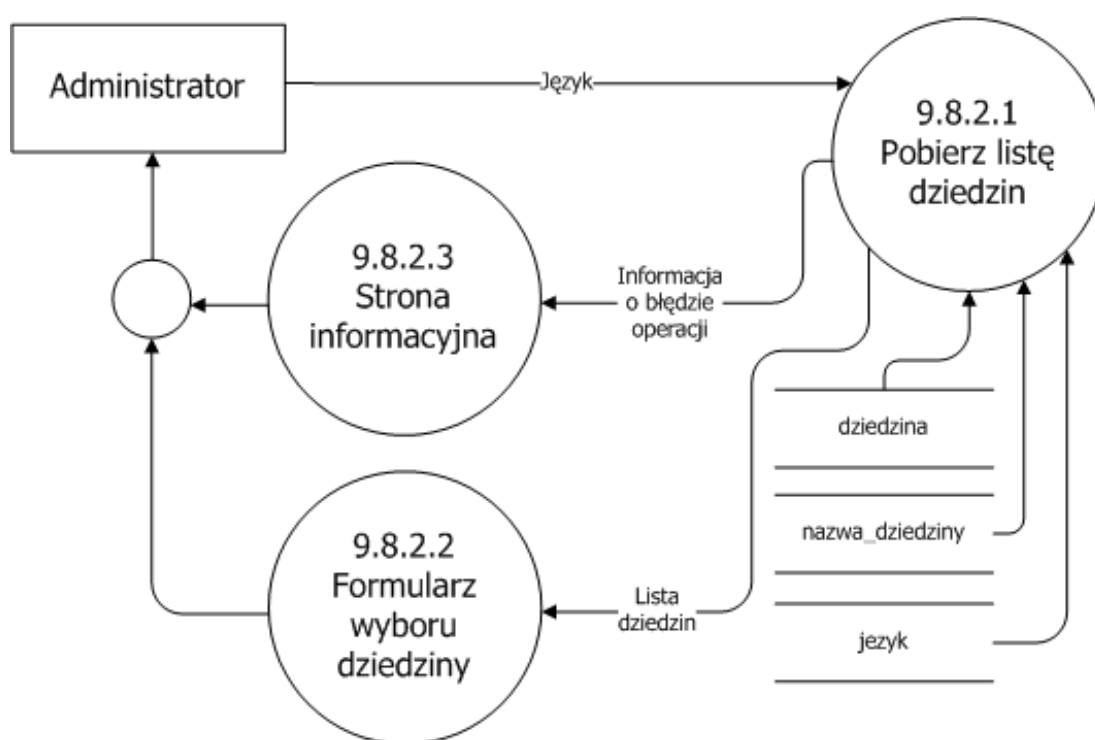 Administrator
Język
9.8.2.1
Pobierz listę
dziedzin
9.8.2.3
Strona
informacyjna
Informacja
o błędzie
operacji
dziedzina
nazwa_dziedziny
jezyk
9.8.2.2
Formularz
wyboru
dziedziny
Lista
dziedzin